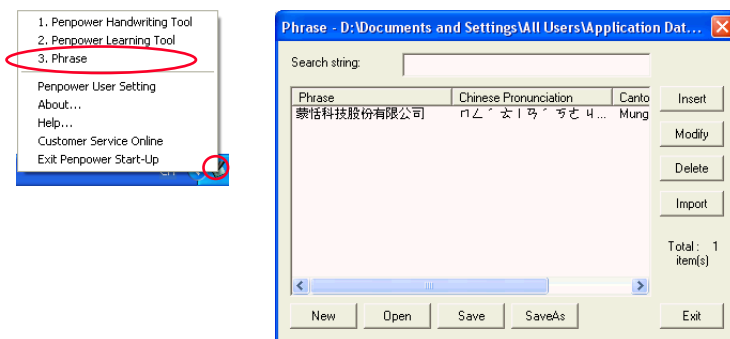 1. Penpower Handwriting Tool
2. Penpower Learning Tool
3. Phrase
Penpower User Setting
About...
Help...
Customer Service Online
Exit Penpower Start-Up
Phrase - D:\Documents and Settings\All Users\Application Dat...
Search string:
Phrase Chinese Pronunciation Canto
蒙恬科技股份有限公司 ㄇㄥˊ ㄊㄧㄢˊ ㄎㄜ ㄐ... Mung
Insert
Modify
Delete
Import
Total : 1
item(s)
New Open Save SaveAs Exit